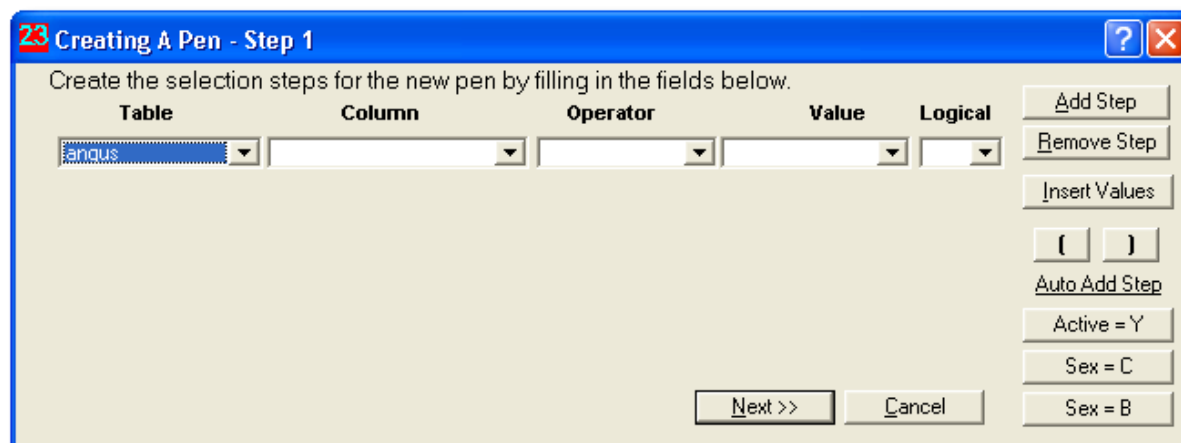 23 Creating A Pen - Step 1
Create the selection steps for the new pen by filling in the fields below.
Table Column Operator Value Logical
angus
Add Step
Remove Step
Insert Values
( )
Auto Add Step
Active = Y
Sex = C
Sex = B
Next >> Cancel